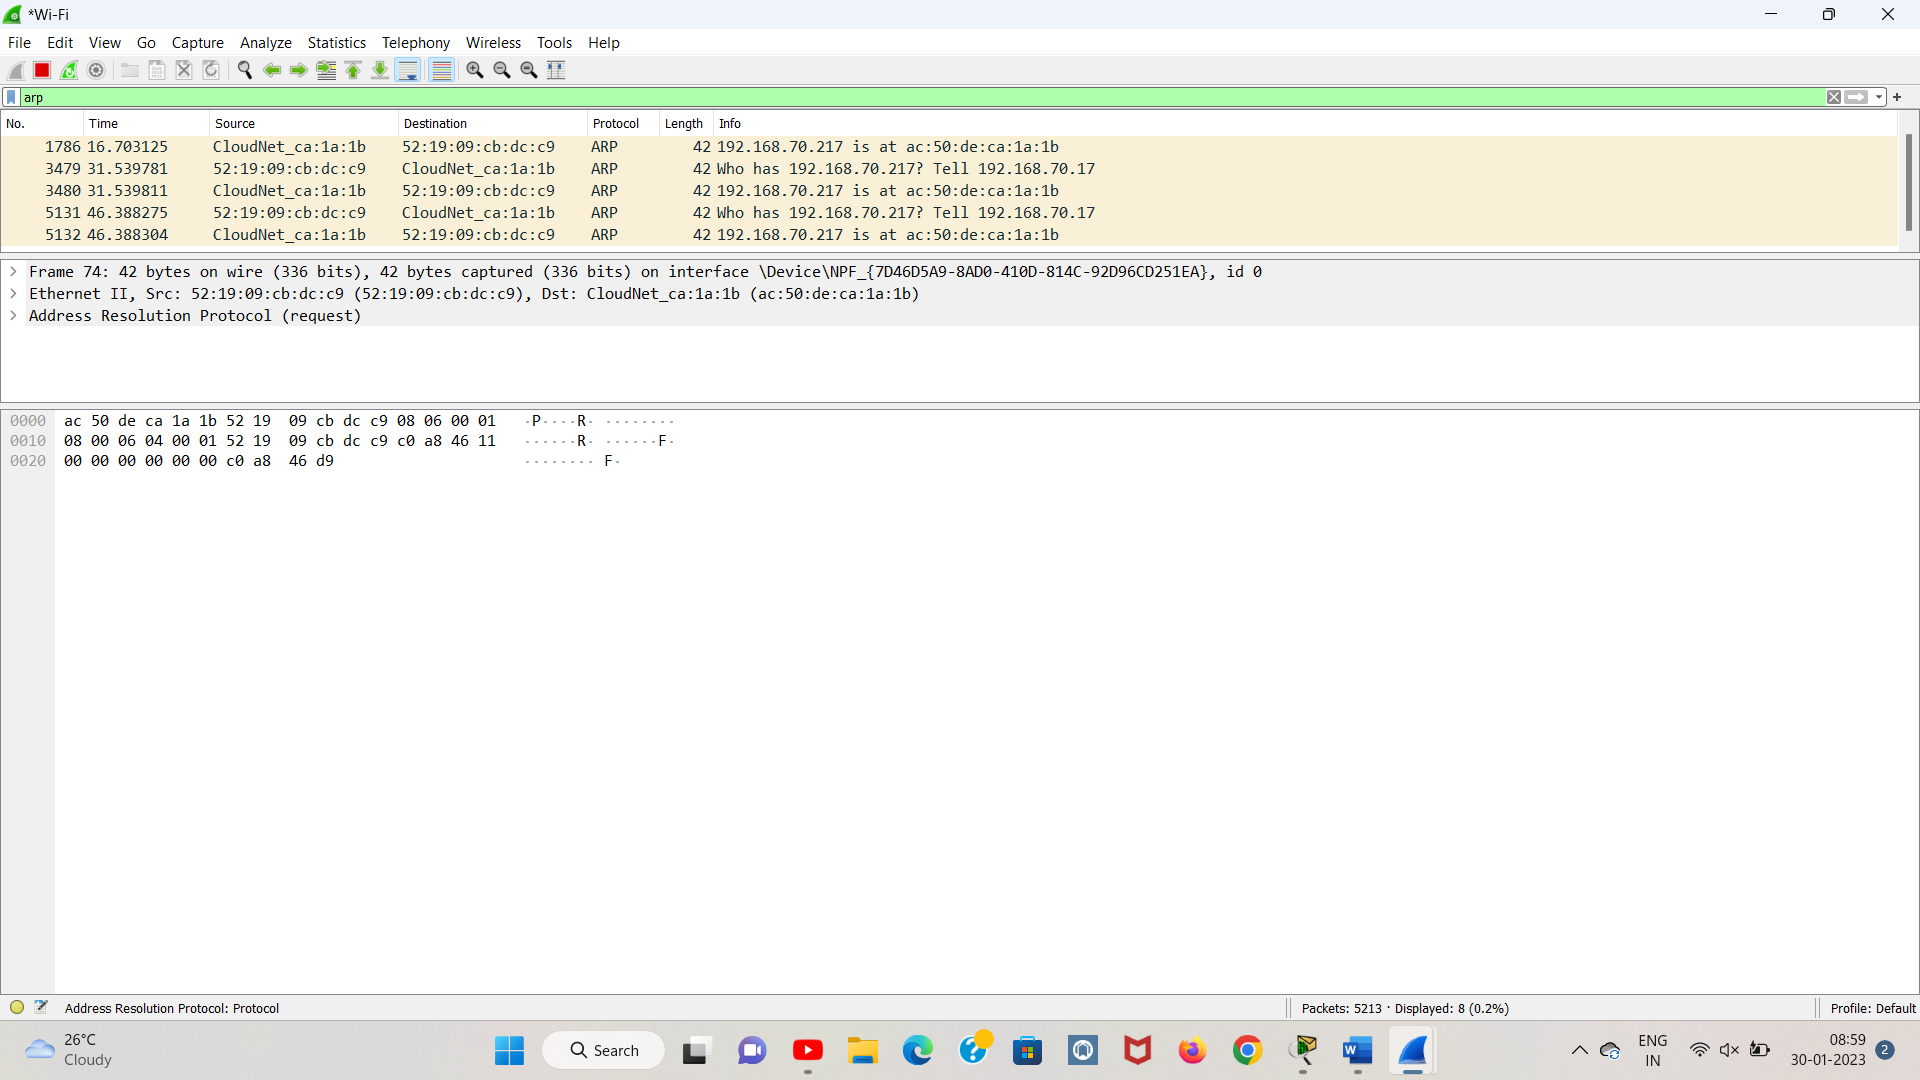 *Wi-Fi
File Edit View Go Capture Analyze Statistics Telephony Wireless Tools Help
arp
No. Time Source Destination Protocol Length Info
1786 16.703125 CloudNet_ca:1a:1b 52:19:09:cb:dc:c9 ARP 42 192.168.70.217 is at ac:50:de:ca:1a:1b
3479 31.539781 52:19:09:cb:dc:c9 CloudNet_ca:1a:1b ARP 42 Who has 192.168.70.217? Tell 192.168.70.17
3480 31.539811 CloudNet_ca:1a:1b 52:19:09:cb:dc:c9 ARP 42 192.168.70.217 is at ac:50:de:ca:1a:1b
5131 46.388275 52:19:09:cb:dc:c9 CloudNet_ca:1a:1b ARP 42 Who has 192.168.70.217? Tell 192.168.70.17
5132 46.388304 CloudNet_ca:1a:1b 52:19:09:cb:dc:c9 ARP 42 192.168.70.217 is at ac:50:de:ca:1a:1b
Frame 74: 42 bytes on wire (336 bits), 42 bytes captured (336 bits) on interface \Device\NPF_{7D46D5A9-8AD0-410D-814C-92D96CD251EA}, id 0
Ethernet II, Src: 52:19:09:cb:dc:c9 (52:19:09:cb:dc:c9), Dst: CloudNet_ca:1a:1b (ac:50:de:ca:1a:1b)
Address Resolution Protocol (request)
0000 ac 50 de ca 1a 1b 52 19 09 cb dc c9 08 06 00 01 ·P····R· ········
0010 08 00 06 04 00 01 52 19 09 cb dc c9 c0 a8 46 11 ······R· ······F·
0020 00 00 00 00 00 00 c0 a8 46 d9 ········ F·
Address Resolution Protocol: Protocol
Packets: 5213 · Displayed: 8 (0.2%)
Profile: Default
26°C
Cloudy
Search
ENG
IN
08:59
30-01-2023
2